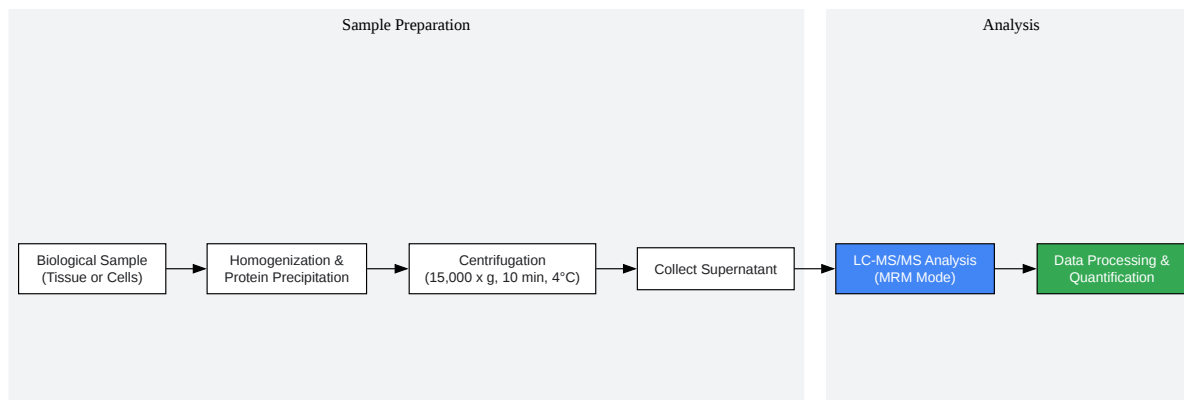 Sample Preparation
Analysis
Biological Sample
(Tissue or Cells)
Homogenization &
Protein Precipitation
Centrifugation
(15,000 x g, 10 min, 4°C)
Collect Supernatant
LC-MS/MS Analysis
(MRM Mode)
Data Processing &
Quantification